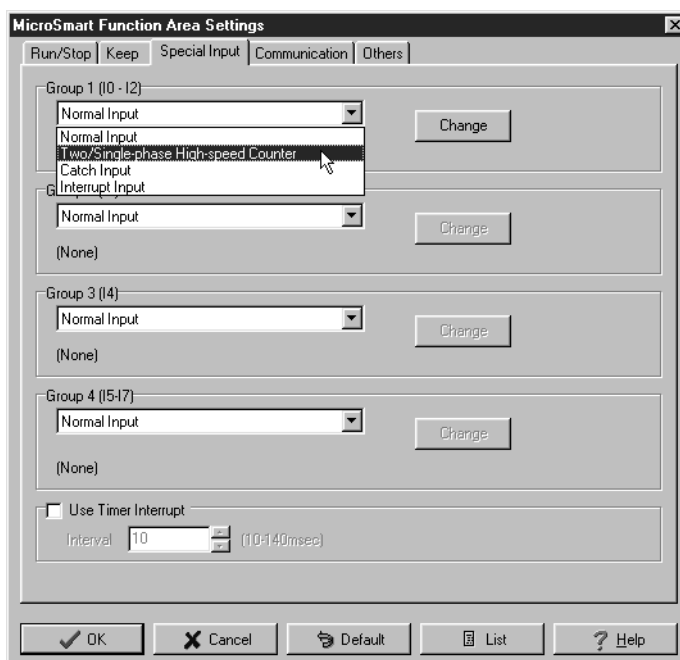 MicroSmart Function Area Settings
Run/Stop Keep Special Input Communication Others
Group 1 (I0 - I2)
Normal Input
Change
Normal Input
Two/Single-phase High-speed Counter
Catch Input
Interrupt Input
Normal Input
Change
(None)
Group 3 (I4)
Normal Input
Change
(None)
Group 4 (I5-I7)
Normal Input
Change
(None)
Use Timer Interrupt
Interval 10 (10-140msec)
OK Cancel Default List Help